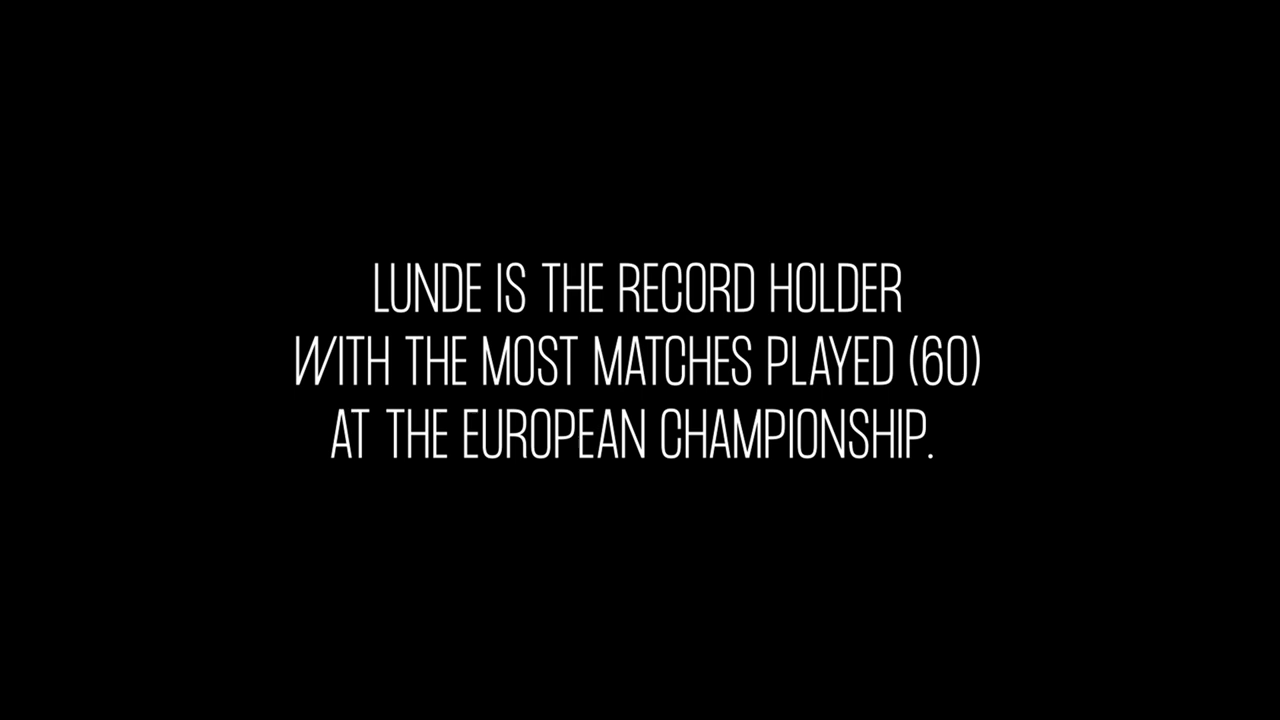 LUNDE IS THE RECORD HOLDER
WITH THE MOST MATCHES PLAYED (60)
AT THE EUROPEAN CHAMPIONSHIP.